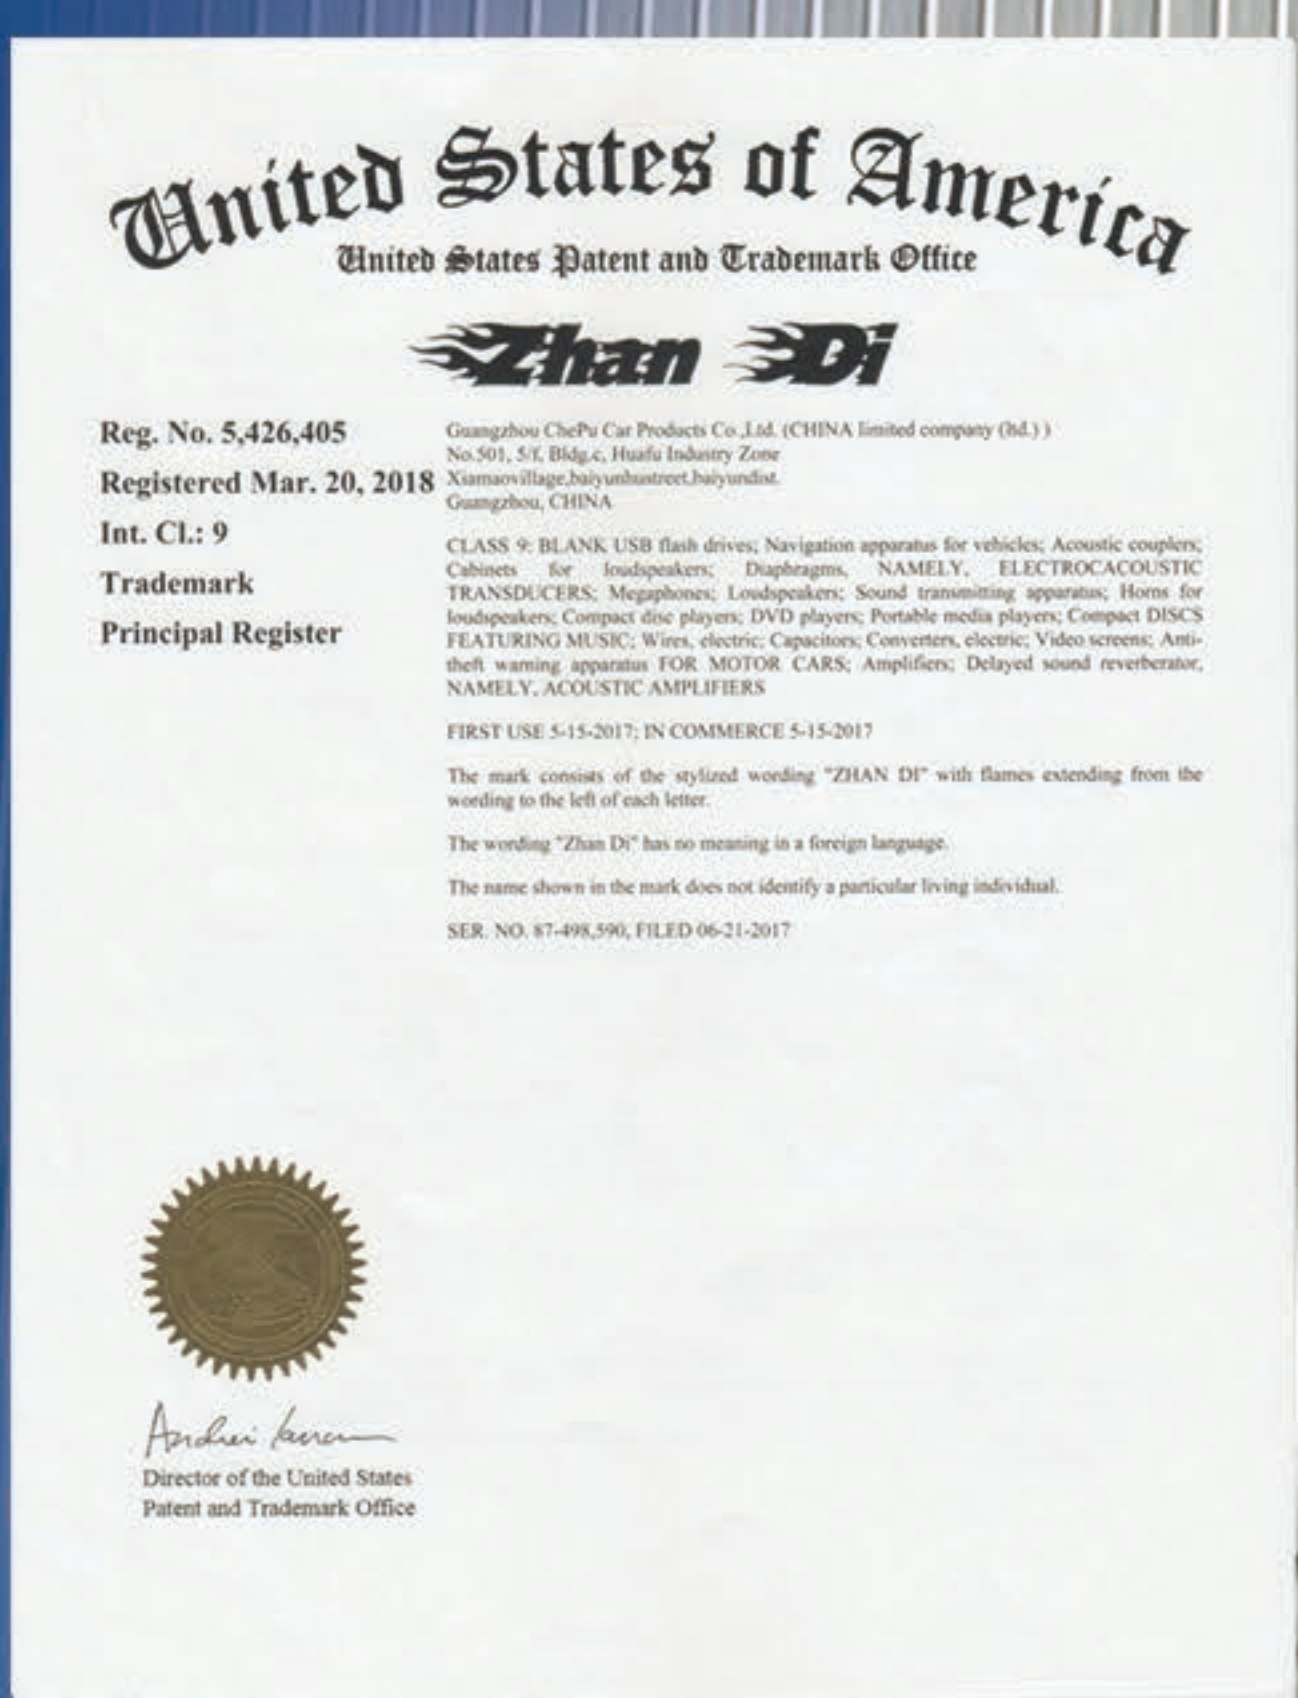 United States of America
United States Patent and Trademark Office
Zhan Di
Reg. No. 5,426,405
Registered Mar. 20, 2018
Int. Cl.: 9
Trademark
Principal Register
Guangzhou ChePu Car Products Co.,Ltd. (CHINA limited company (ltd.) )
No.501, 5/f, Bldg.c, Huafu Industry Zone
Xiamaovillage,baiyunhustreet,baiyundist.
Guangzhou, CHINA
CLASS 9: BLANK USB flash drives; Navigation apparatus for vehicles; Acoustic couplers;
Cabinets for loudspeakers; Diaphragms, NAMELY, ELECTROCACOUSTIC
TRANSDUCERS; Megaphones; Loudspeakers; Sound transmitting apparatus; Horns for
loudspeakers; Compact disc players; DVD players; Portable media players; Compact DISCS
FEATURING MUSIC; Wires, electric; Capacitors; Converters, electric; Video screens; Anti-
theft warning apparatus FOR MOTOR CARS; Amplifiers; Delayed sound reverberator,
NAMELY, ACOUSTIC AMPLIFIERS
FIRST USE 5-15-2017; IN COMMERCE 5-15-2017
The mark consists of the stylized wording "ZHAN DI" with flames extending from the
wording to the left of each letter.
The wording "Zhan Di" has no meaning in a foreign language.
The name shown in the mark does not identify a particular living individual.
SER. NO. 87-498,590, FILED 06-21-2017
Andrei Iancu
Director of the United States
Patent and Trademark Office